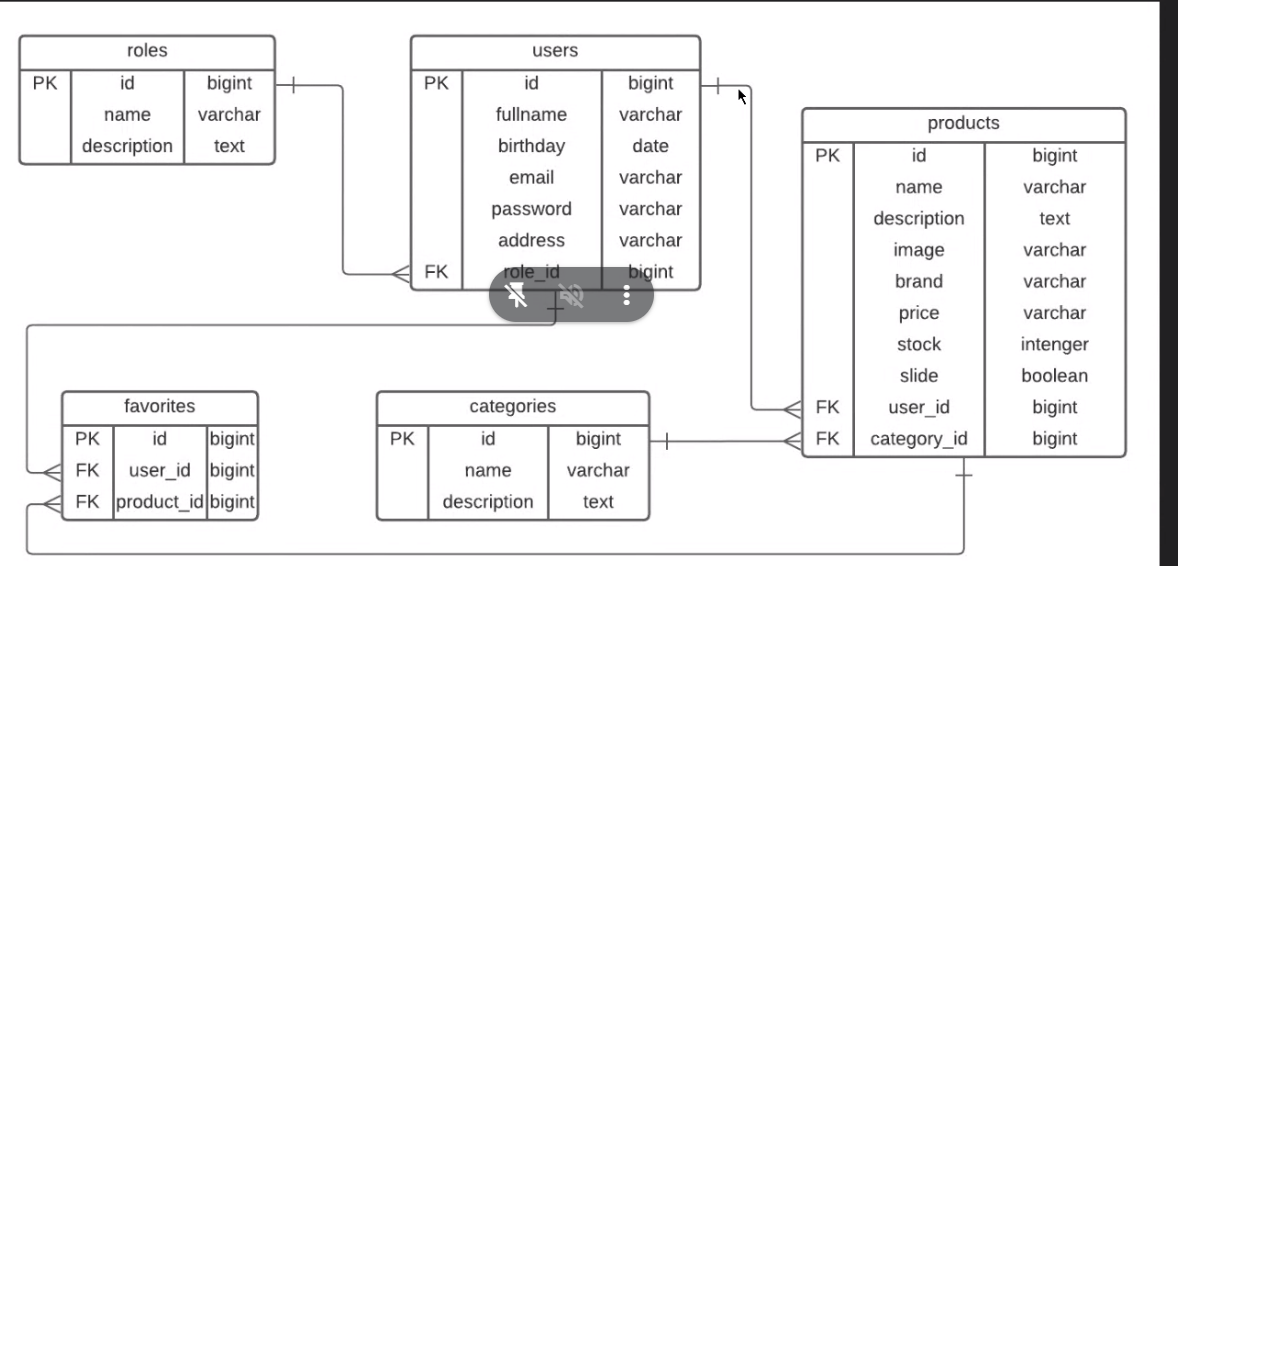 roles
PK id bigint
name varchar
description text
users
PK id bigint
fullname varchar
birthday date
email varchar
password varchar
address varchar
FK role_id bigint
products
PK id bigint
name varchar
description text
image varchar
brand varchar
price varchar
stock intenger
slide boolean
FK user_id bigint
FK category_id bigint
favorites
PK id bigint
FK user_id bigint
FK product_id bigint
categories
PK id bigint
name varchar
description text